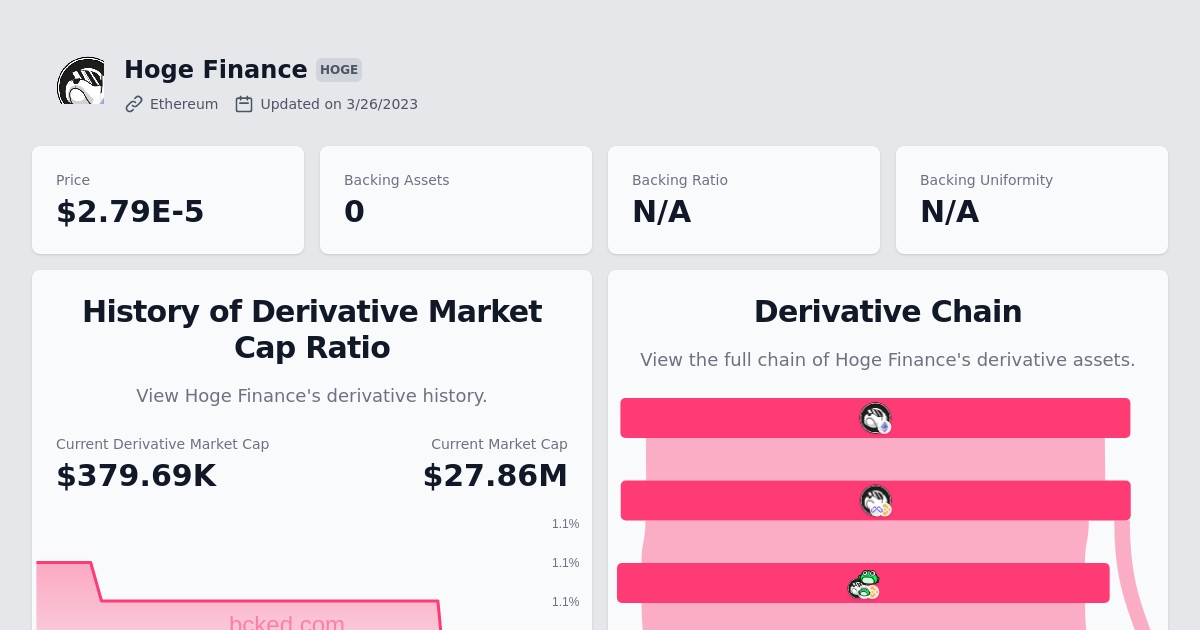 Hoge Finance HOGE
Ethereum Updated on 3/26/2023
Price
$2.79E-5
Backing Assets
0
Backing Ratio
N/A
Backing Uniformity
N/A
History of Derivative Market
Cap Ratio
View Hoge Finance's derivative history.
Current Derivative Market Cap
$379.69K
Current Market Cap
$27.86M
1.1%
1.1%
1.1%
bcked.com
Derivative Chain
View the full chain of Hoge Finance's derivative assets.